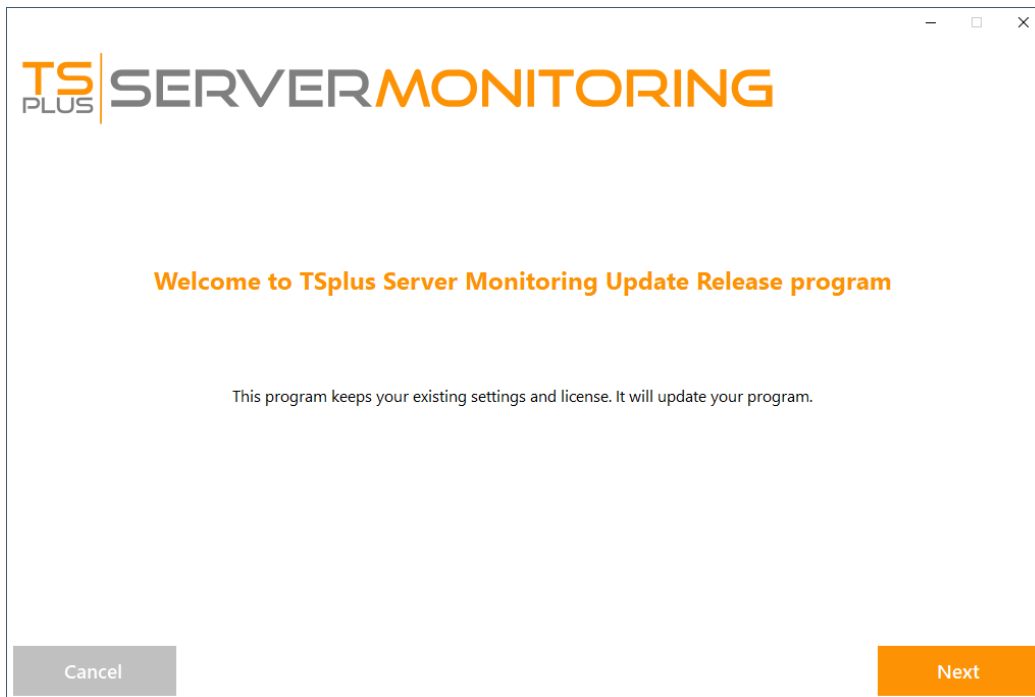 TS PLUS SERVERMONITORING
Welcome to TSplus Server Monitoring Update Release program
This program keeps your existing settings and license. It will update your program.
Cancel
Next